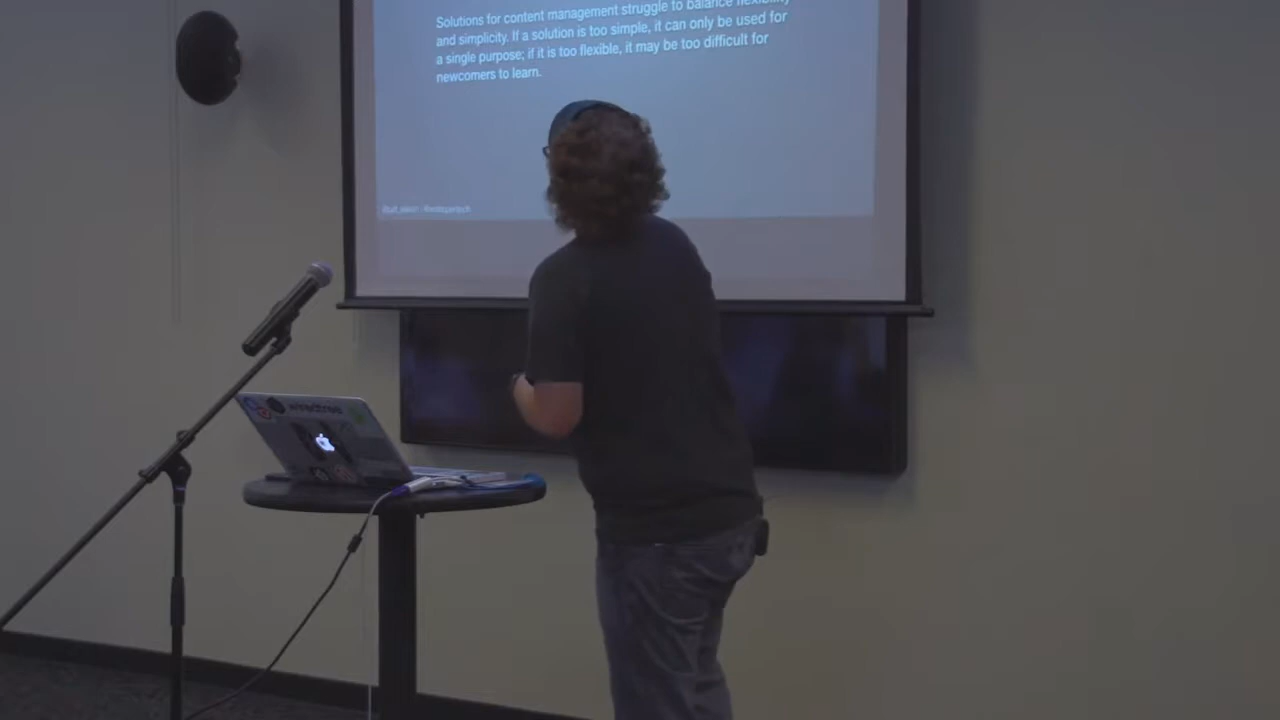 Solutions for content management struggle to balance flexibility
and simplicity. If a solution is too simple, it can only be used for
a single purpose; if it is too flexible, it may be too difficult for
newcomers to learn.